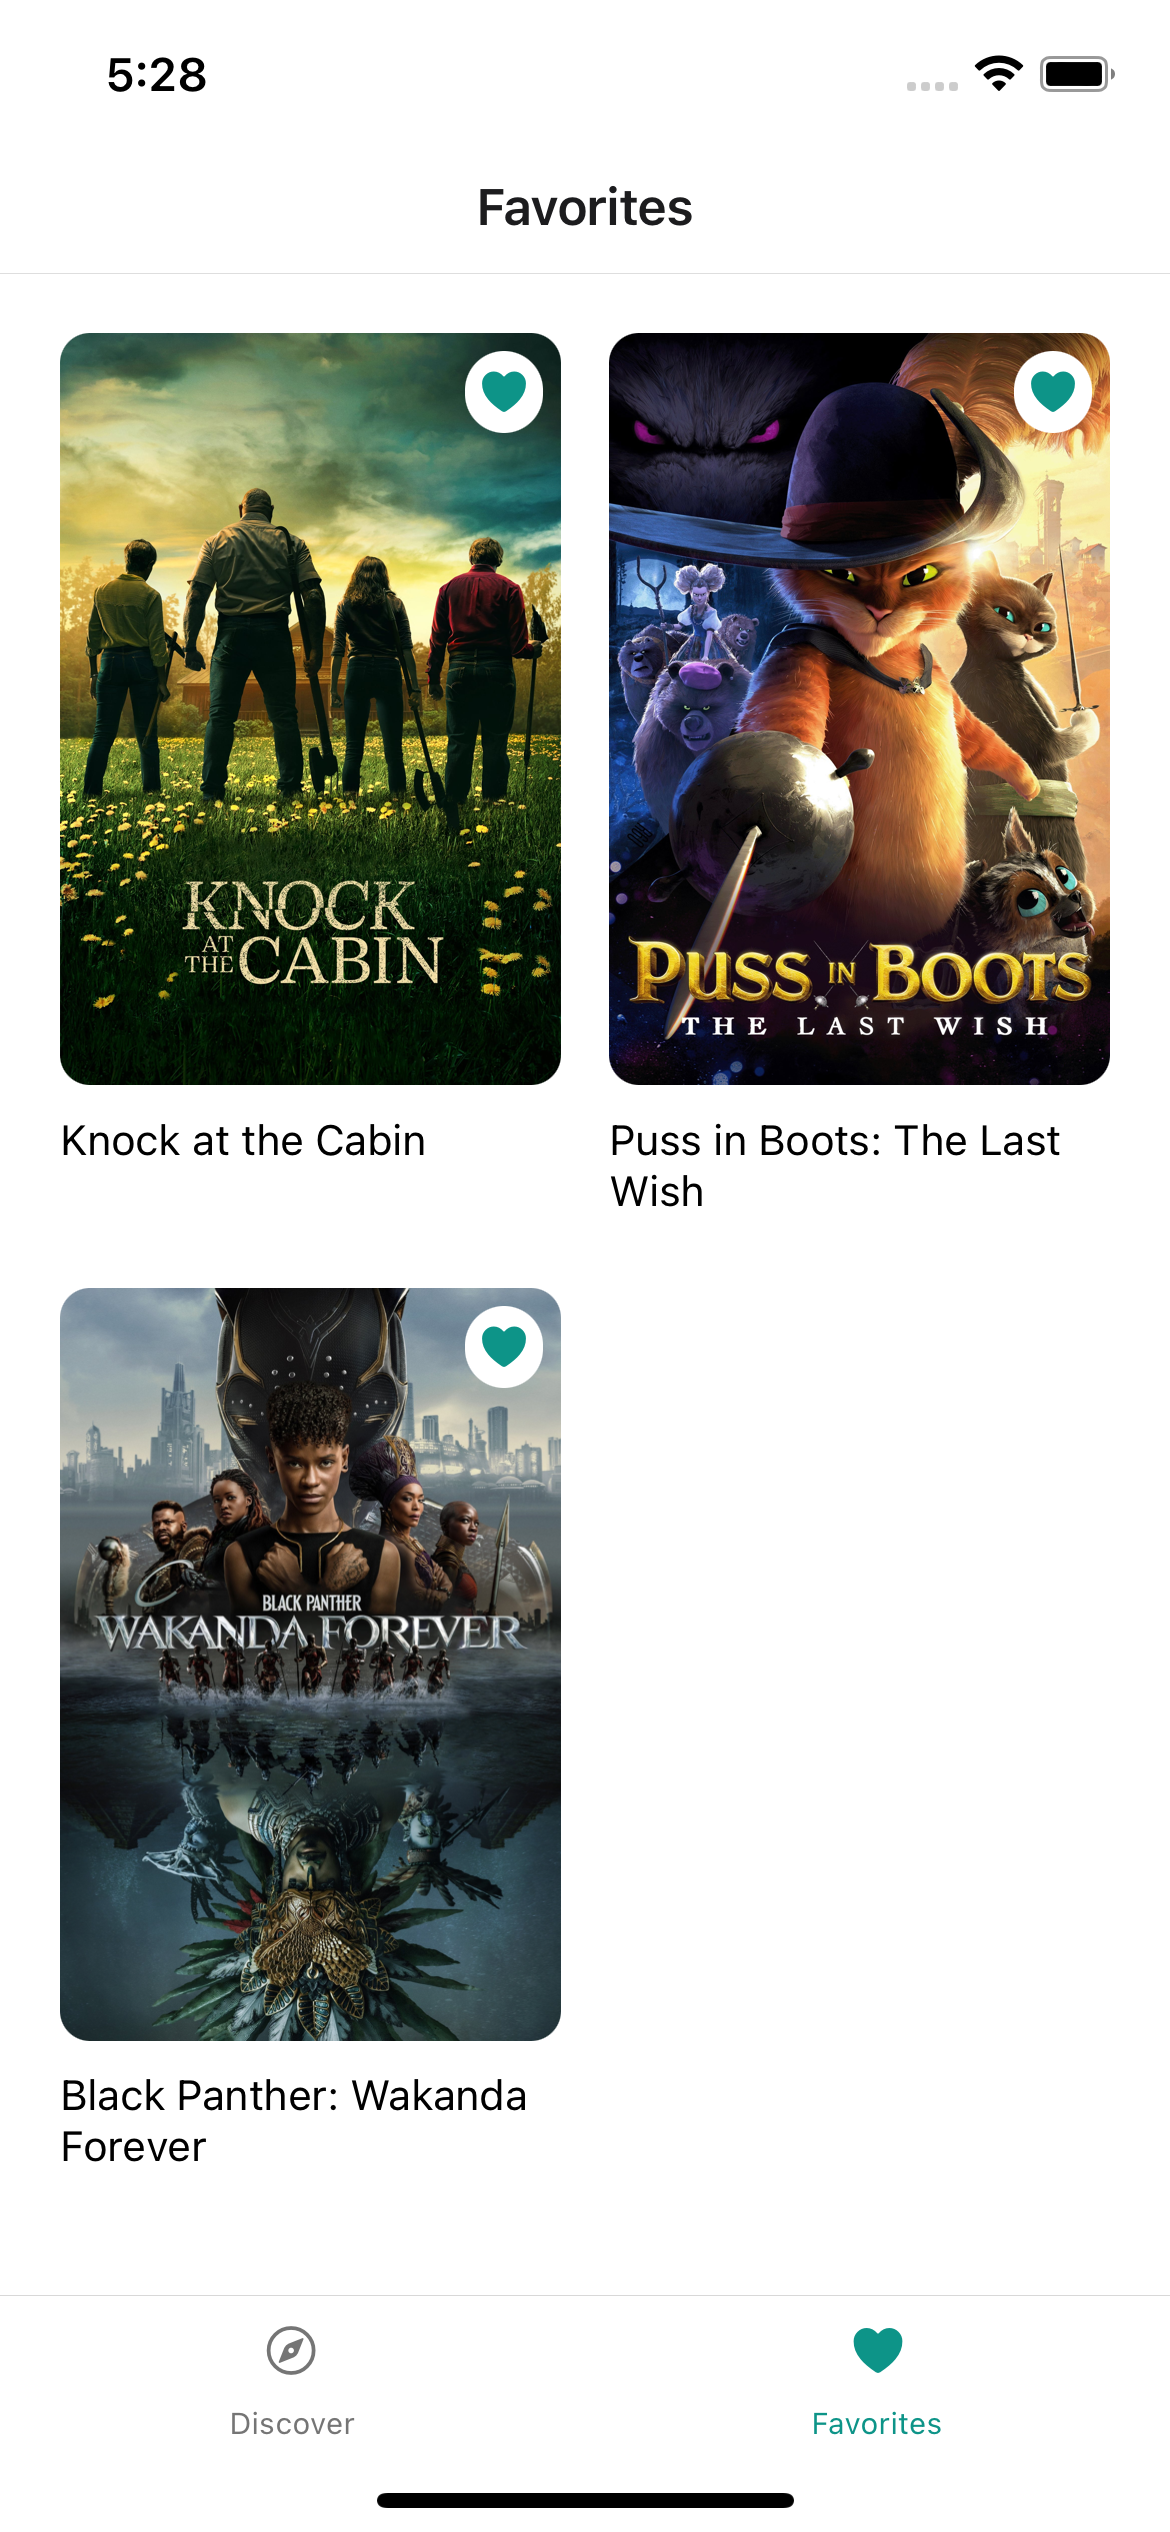 5:28
Favorites
KNOCK
AT
THE
CABIN
PUSS IN BOOTS
THE LAST WISH
Knock at the Cabin
Puss in Boots: The Last
Wish
BLACK PANTHER
WAKANDA FOREVER
Black Panther: Wakanda
Forever
Discover
Favorites